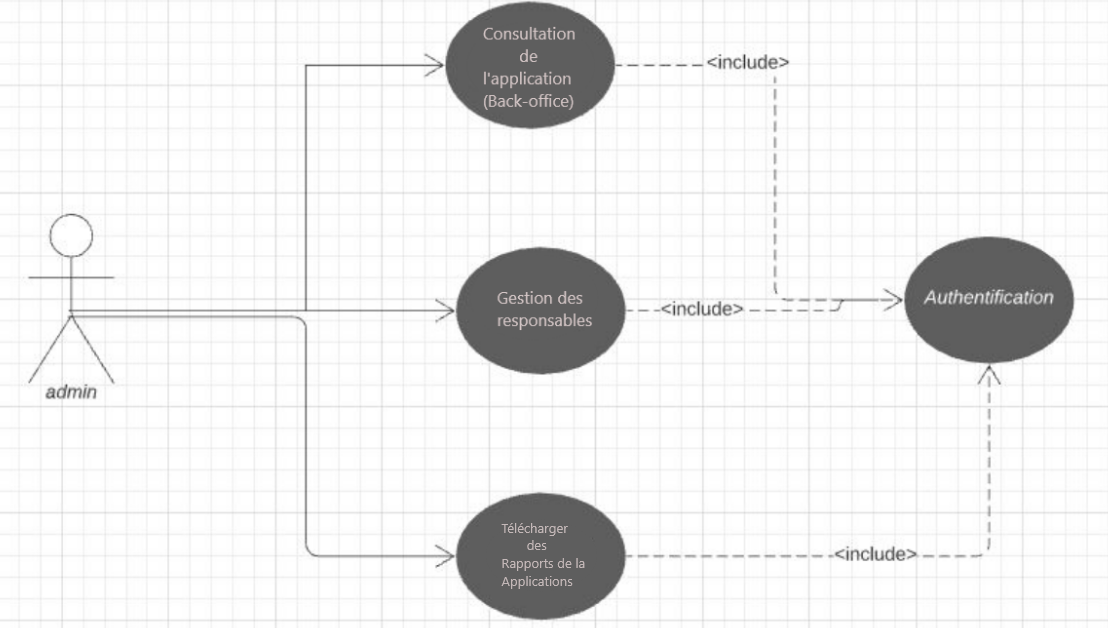 Consultation
de
l'application
(Back-office)
<include>
Gestion des
responsables
<include>
Authentification
admin
Télécharger
des
Rapports de la
Applications
<include>